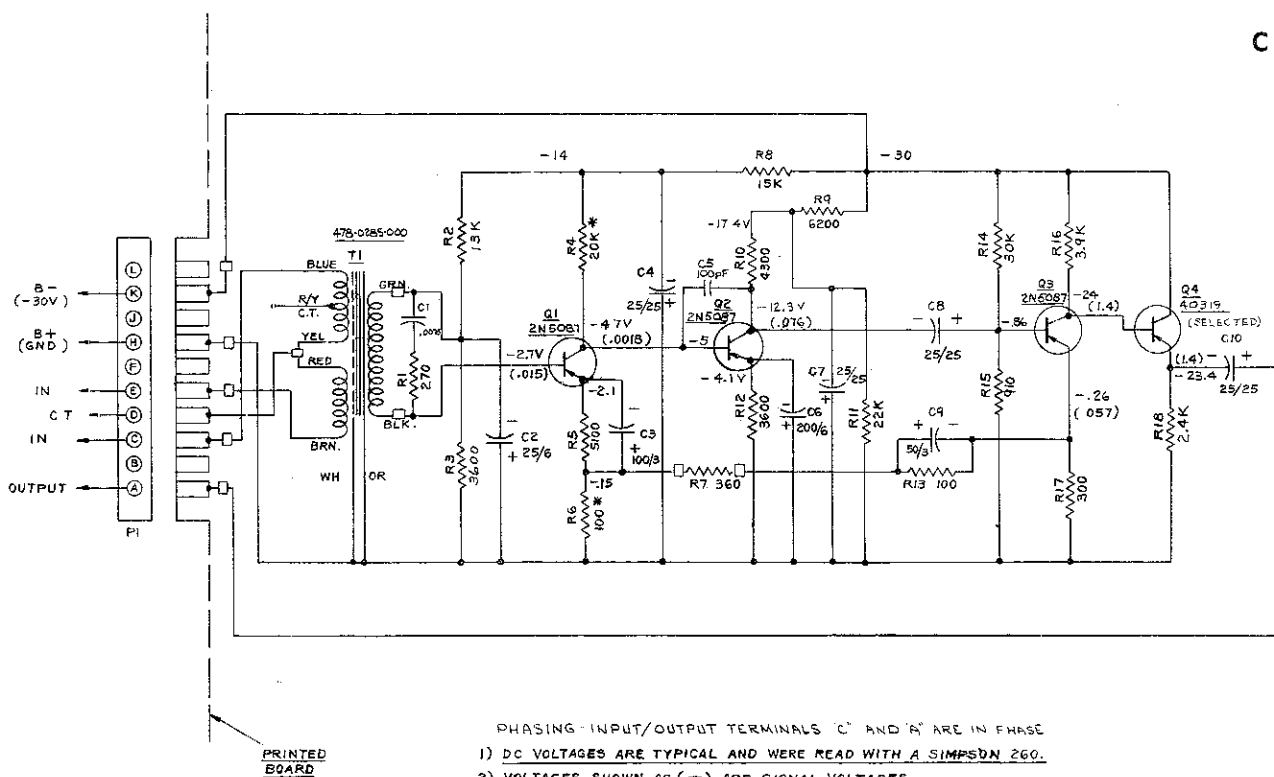 C
-14
R8
15K
-30
R9
6200
-17.4V
R2
13K
R4
20K *
C4
25/25
C5
100pF
R10
4300
R14
30K
R16
3.9K
478-0285-000
T1
BLUE
R/Y
C.T.
YEL
RED
BRN.
WH
OR
GRN.
C1
R1
270
BLK.
L
K
J
H
F
E
D
C
B
A
P1
B-
(-30V)
B+
(GND)
IN
CT
IN
OUTPUT
Q1
2N5087
-4.7V
(.0018)
-2.7V
(.015)
-2.1
Q2
2N5087
-12.3V
(.076)
-5
-4.1V
C8
25/25
-.86
Q3
2N5087
-24
(1.4)
Q4
40319
(SELECTED)
C10
(1.4)
-23.4
25/25
R3
3600
C2
25/6
R5
5100
C3
100/3
-.15
R6
100*
R7 360
R12
3600
C6
200/6
C7
25/25
R11
22K
C9
50/3
R13 100
R15
910
-.26
(.057)
R17
300
R18
2.4K
PRINTED
BOARD
PHASING-INPUT/OUTPUT TERMINALS "C" AND "A" ARE IN PHASE
1) DC VOLTAGES ARE TYPICAL AND WERE READ WITH A SIMPSON 260.
2) VOLTAGES SHOWN AS (—) ARE SIGNAL VOLTAGES